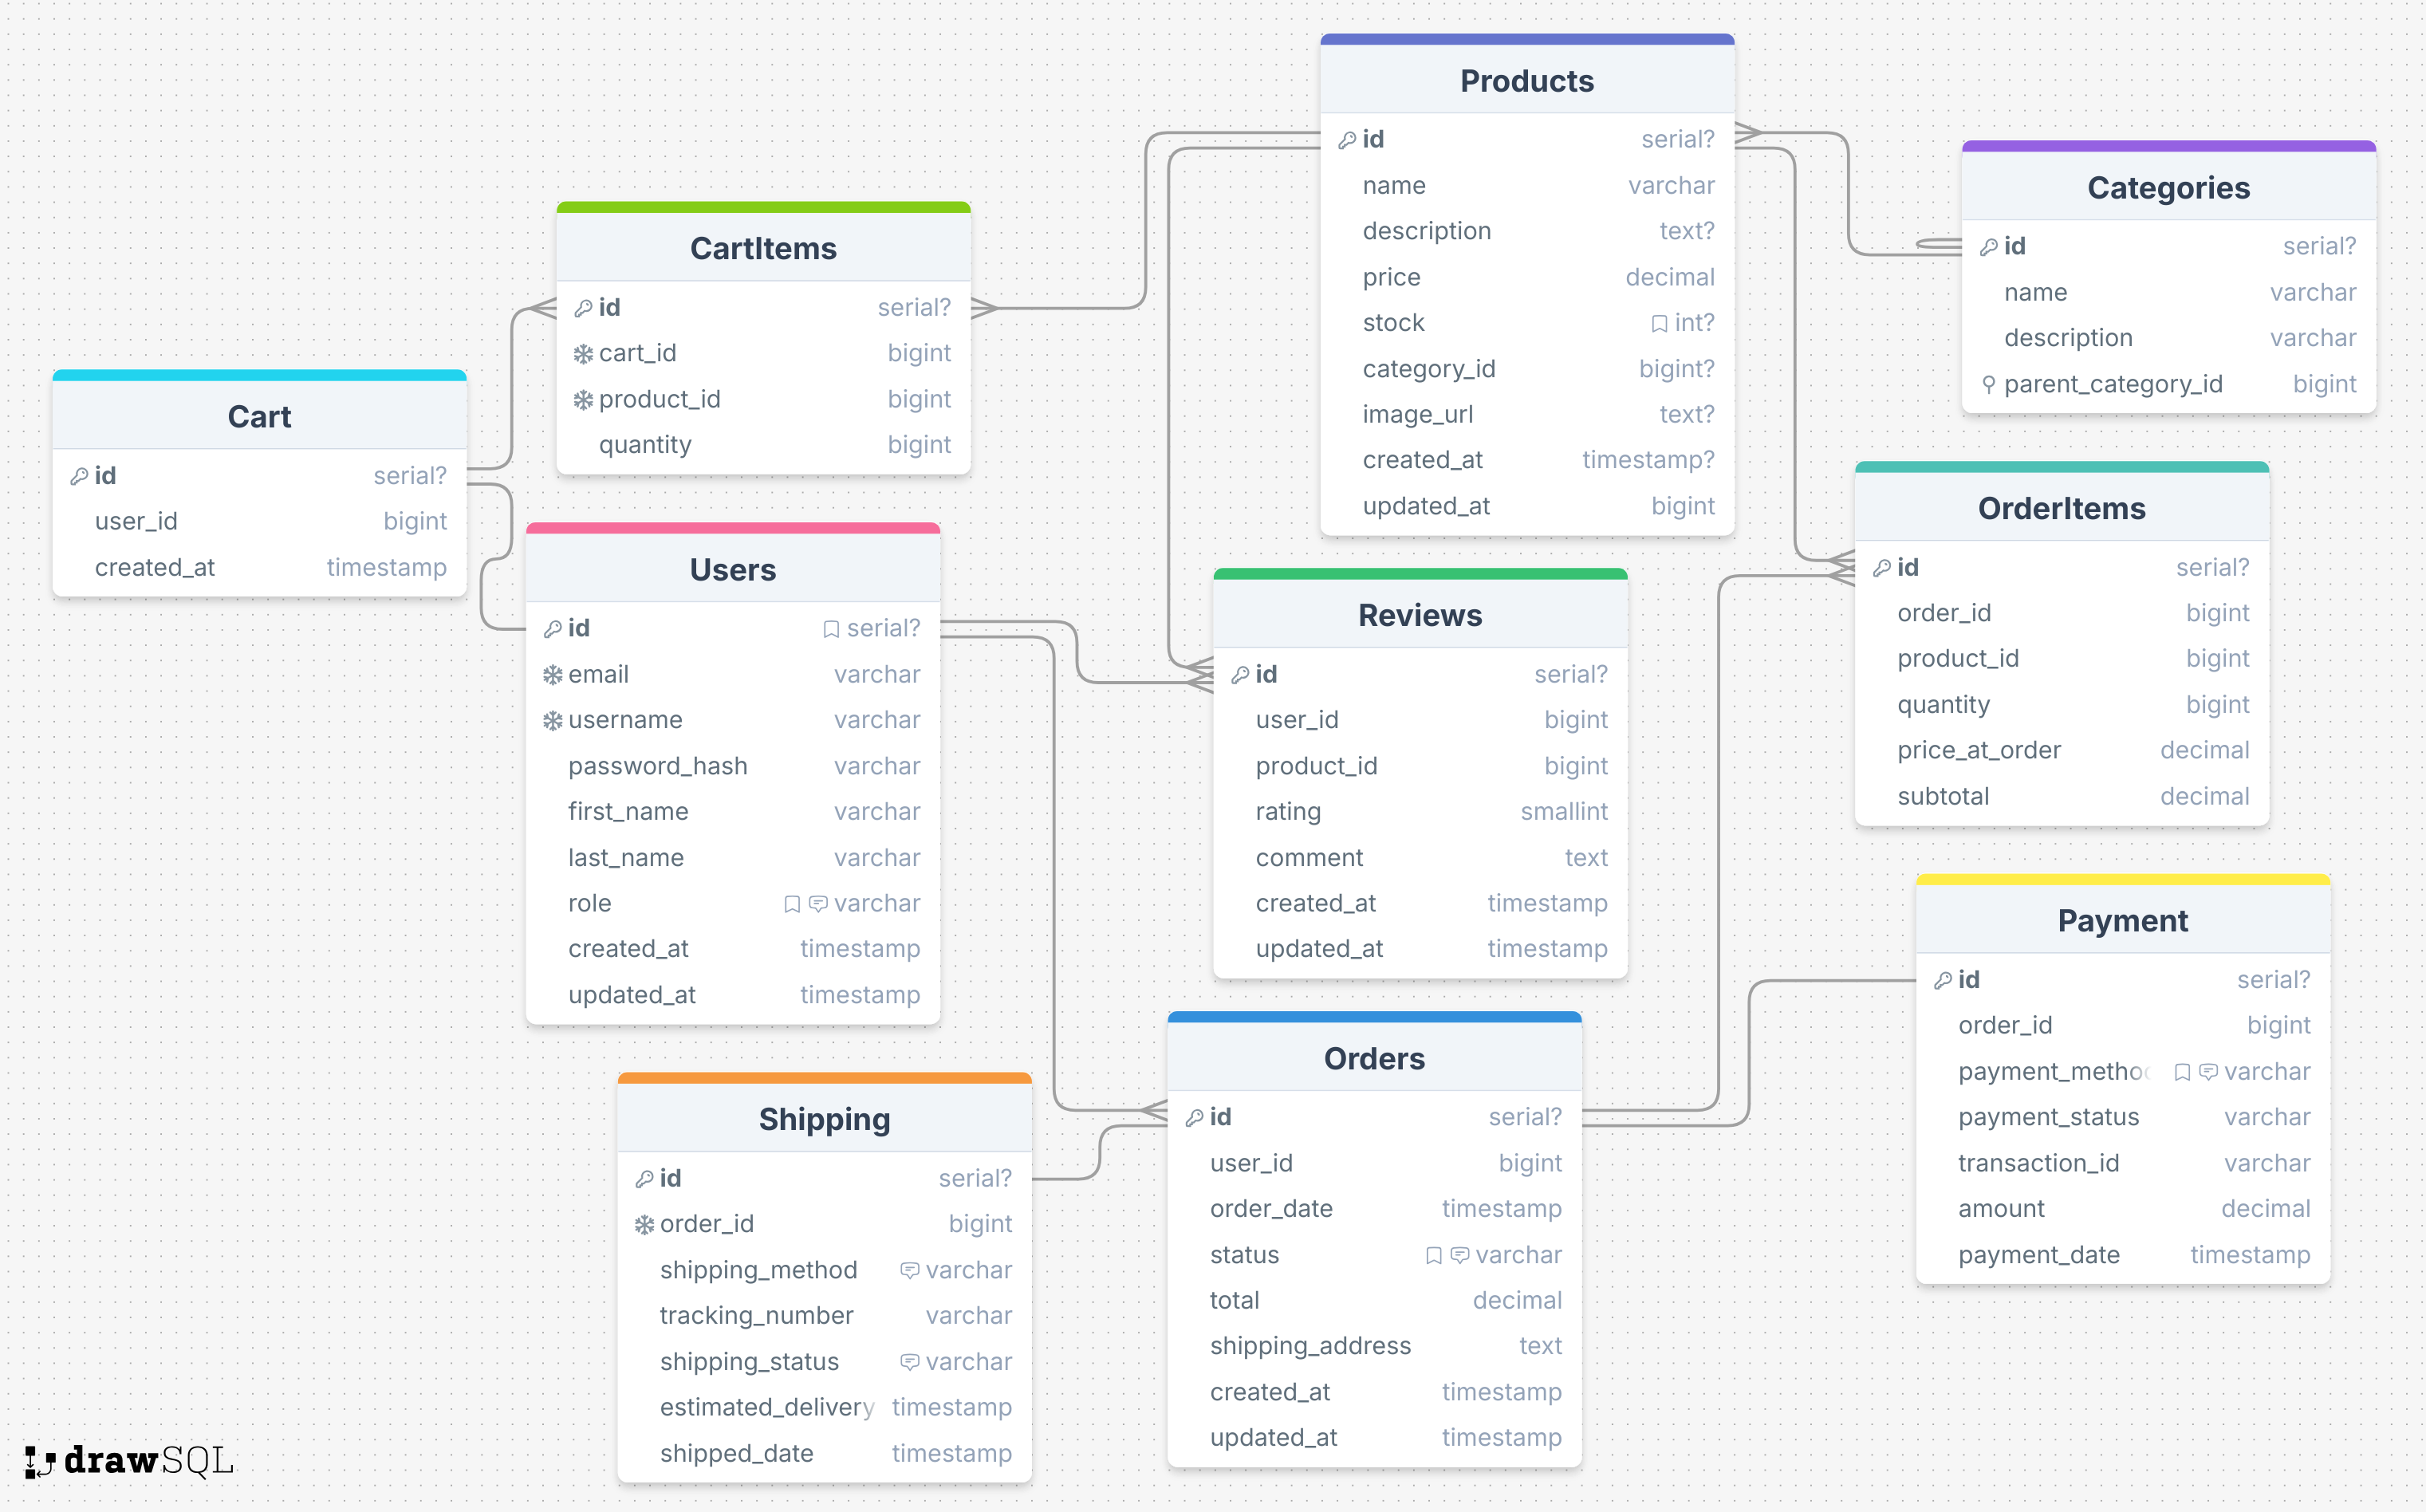 Products
id serial?
name varchar
description text?
price decimal
stock int?
category_id bigint?
image_url text?
created_at timestamp?
updated_at bigint
Categories
id serial?
name varchar
description varchar
parent_category_id bigint
CartItems
id serial?
cart_id bigint
product_id bigint
quantity bigint
Cart
id serial?
user_id bigint
created_at timestamp
Users
id serial?
email varchar
username varchar
password_hash varchar
first_name varchar
last_name varchar
role varchar
created_at timestamp
updated_at timestamp
Reviews
id serial?
user_id bigint
product_id bigint
rating smallint
comment text
created_at timestamp
updated_at timestamp
OrderItems
id serial?
order_id bigint
product_id bigint
quantity bigint
price_at_order decimal
subtotal decimal
Payment
id serial?
order_id bigint
payment_method varchar
payment_status varchar
transaction_id varchar
amount decimal
payment_date timestamp
Orders
id serial?
user_id bigint
order_date timestamp
status varchar
total decimal
shipping_address text
created_at timestamp
updated_at timestamp
Shipping
id serial?
order_id bigint
shipping_method varchar
tracking_number varchar
shipping_status varchar
estimated_delivery timestamp
shipped_date timestamp
drawSQL